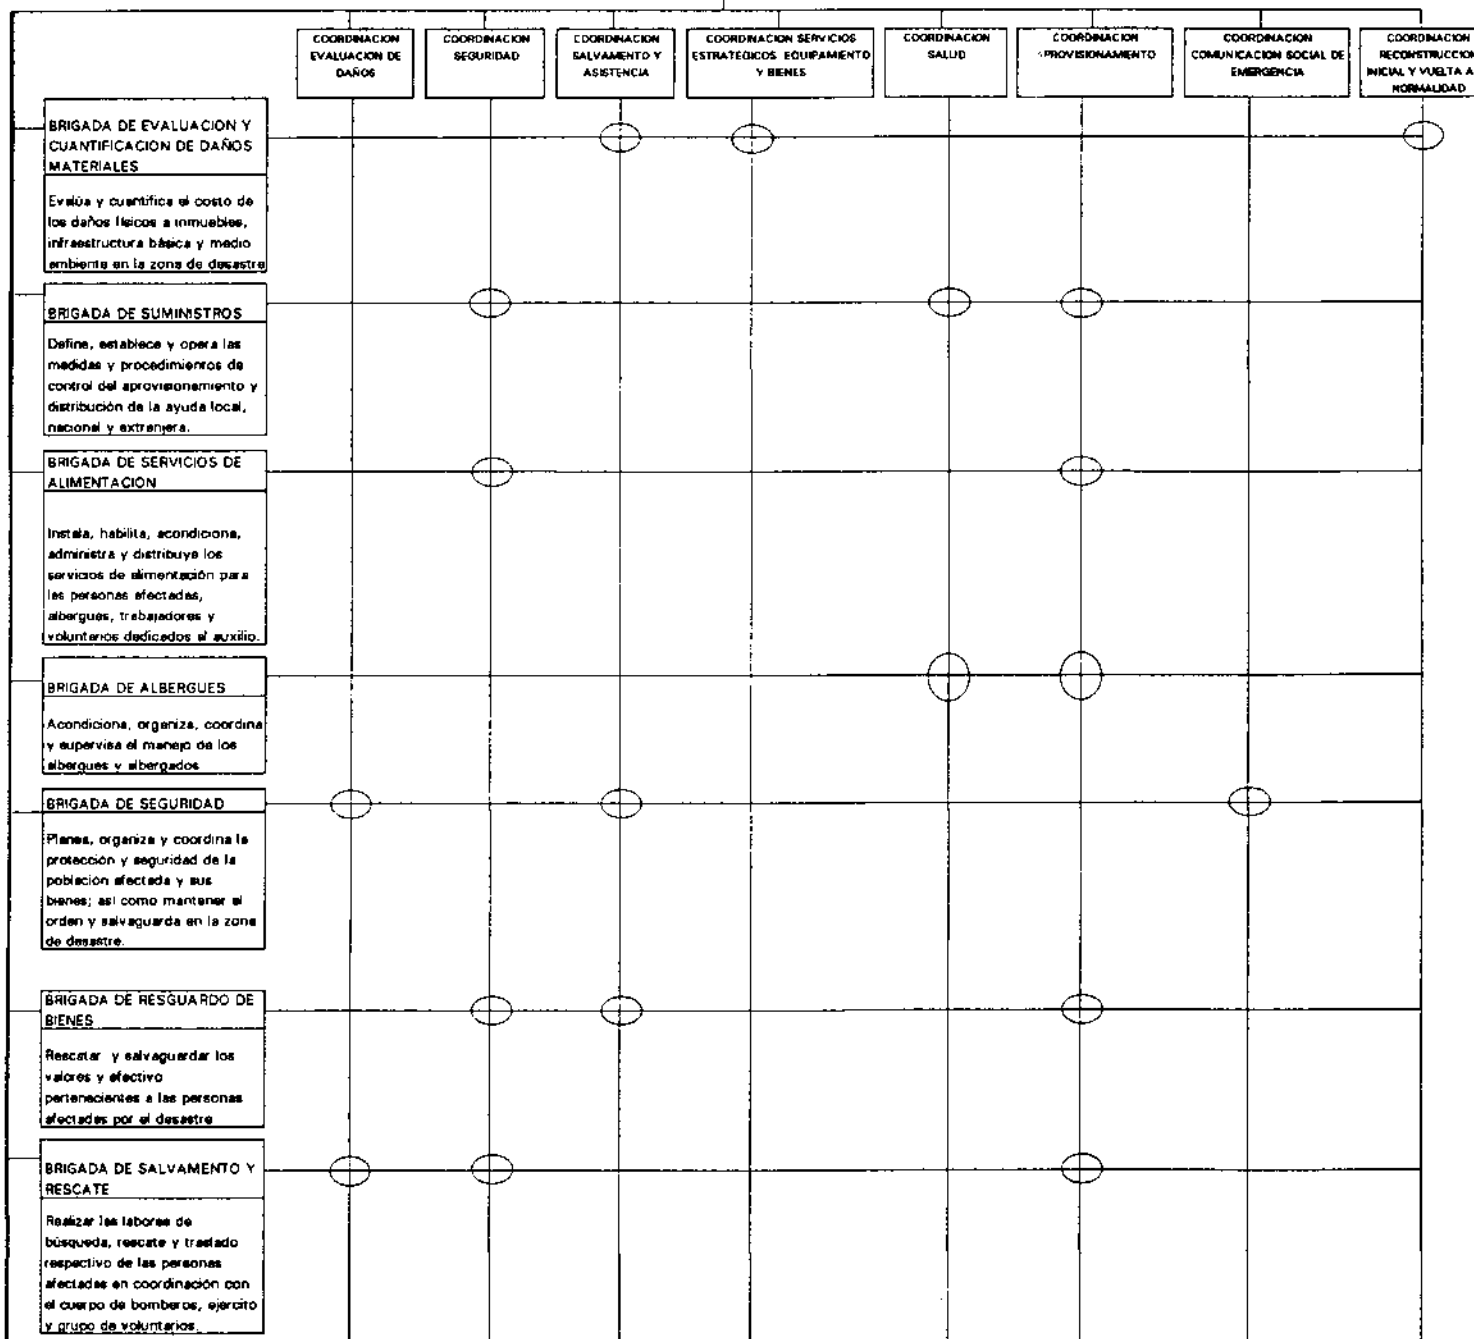 COORDINACION
EVALUACION DE
DAÑOS
COORDINACION
SEGURIDAD
COORDINACION
SALVAMENTO Y
ASISTENCIA
COORDINACION SERVICIOS
ESTRATEGICOS EQUIPAMIENTO
Y BIENES
COORDINACION
SALUD
COORDINACION
APROVISIONAMIENTO
COORDINACION
COMUNICACION SOCIAL DE
EMERGENCIA
COORDINACION
RECONSTRUCCION
INICIAL Y VUELTA A
NORMALIDAD
BRIGADA DE EVALUACION Y
CUANTIFICACION DE DAÑOS
MATERIALES
Evalúa y cuantifica el costo de
los daños físicos a inmuebles,
infraestructura básica y medio
ambiente en la zona de desastre
BRIGADA DE SUMINISTROS
Define, establece y opera las
medidas y procedimientos de
control del aprovisionamiento y
distribución de la ayuda local,
nacional y extranjera.
BRIGADA DE SERVICIOS DE
ALIMENTACION
Instala, habilita, acondiciona,
administra y distribuye los
servicios de alimentación para
las personas afectadas,
albergues, trabajadores y
voluntarios dedicados al auxilio.
BRIGADA DE ALBERGUES
Acondiciona, organiza, coordina
y supervisa el manejo de los
albergues y albergados
BRIGADA DE SEGURIDAD
Planea, organiza y coordina la
protección y seguridad de la
población afectada y sus
bienes; así como mantener el
orden y salvaguarda en la zona
de desastre.
BRIGADA DE RESGUARDO DE
BIENES
Rescatar y salvaguardar los
valores y efectivo
pertenecientes a las personas
afectadas por el desastre
BRIGADA DE SALVAMENTO Y
RESCATE
Realizar las labores de
búsqueda, rescate y traslado
respectivo de las personas
afectadas en coordinación con
el cuerpo de bomberos, ejército
y grupo de voluntarios.